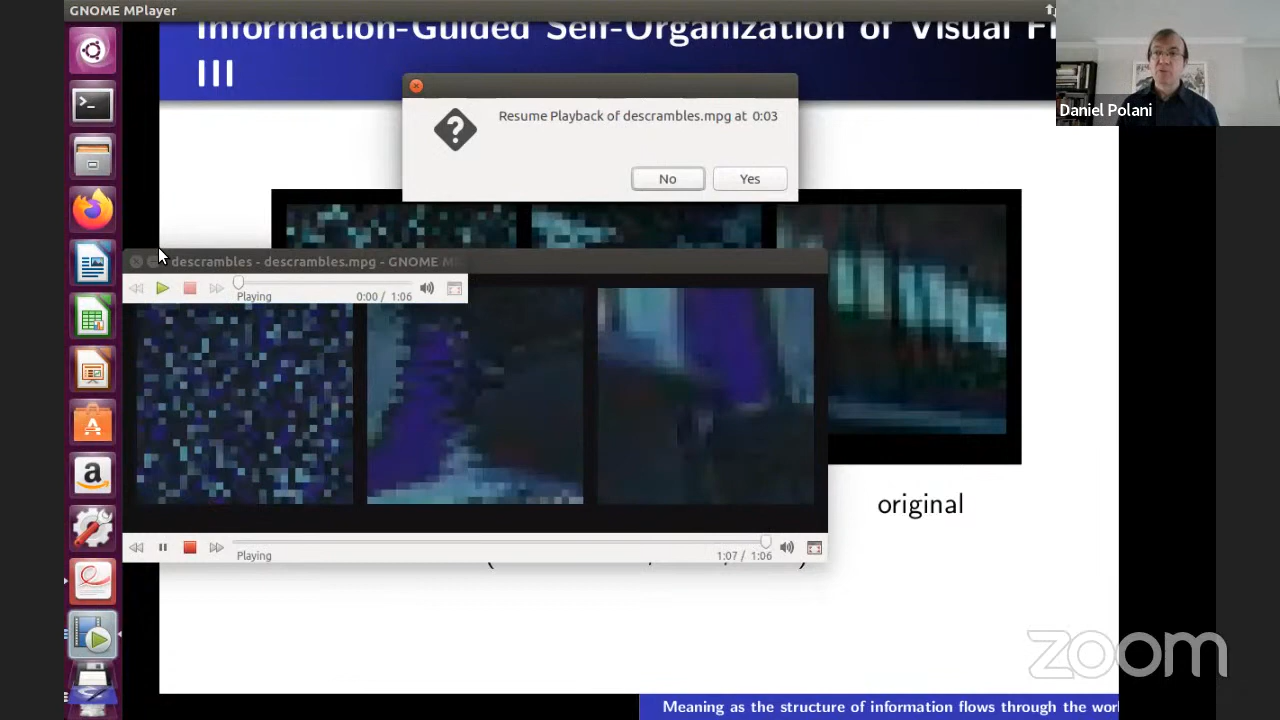 GNOME MPlayer
Information-Guided Self-Organization of Visual
III
Daniel Polani
Resume Playback of descrambles.mpg at 0:03
No Yes
descrambles - descrambles.mpg - GNOME
Playing 0:00 / 1:06
original
Playing 1:07 / 1:06
zoom
Meaning as the structure of information flows through the